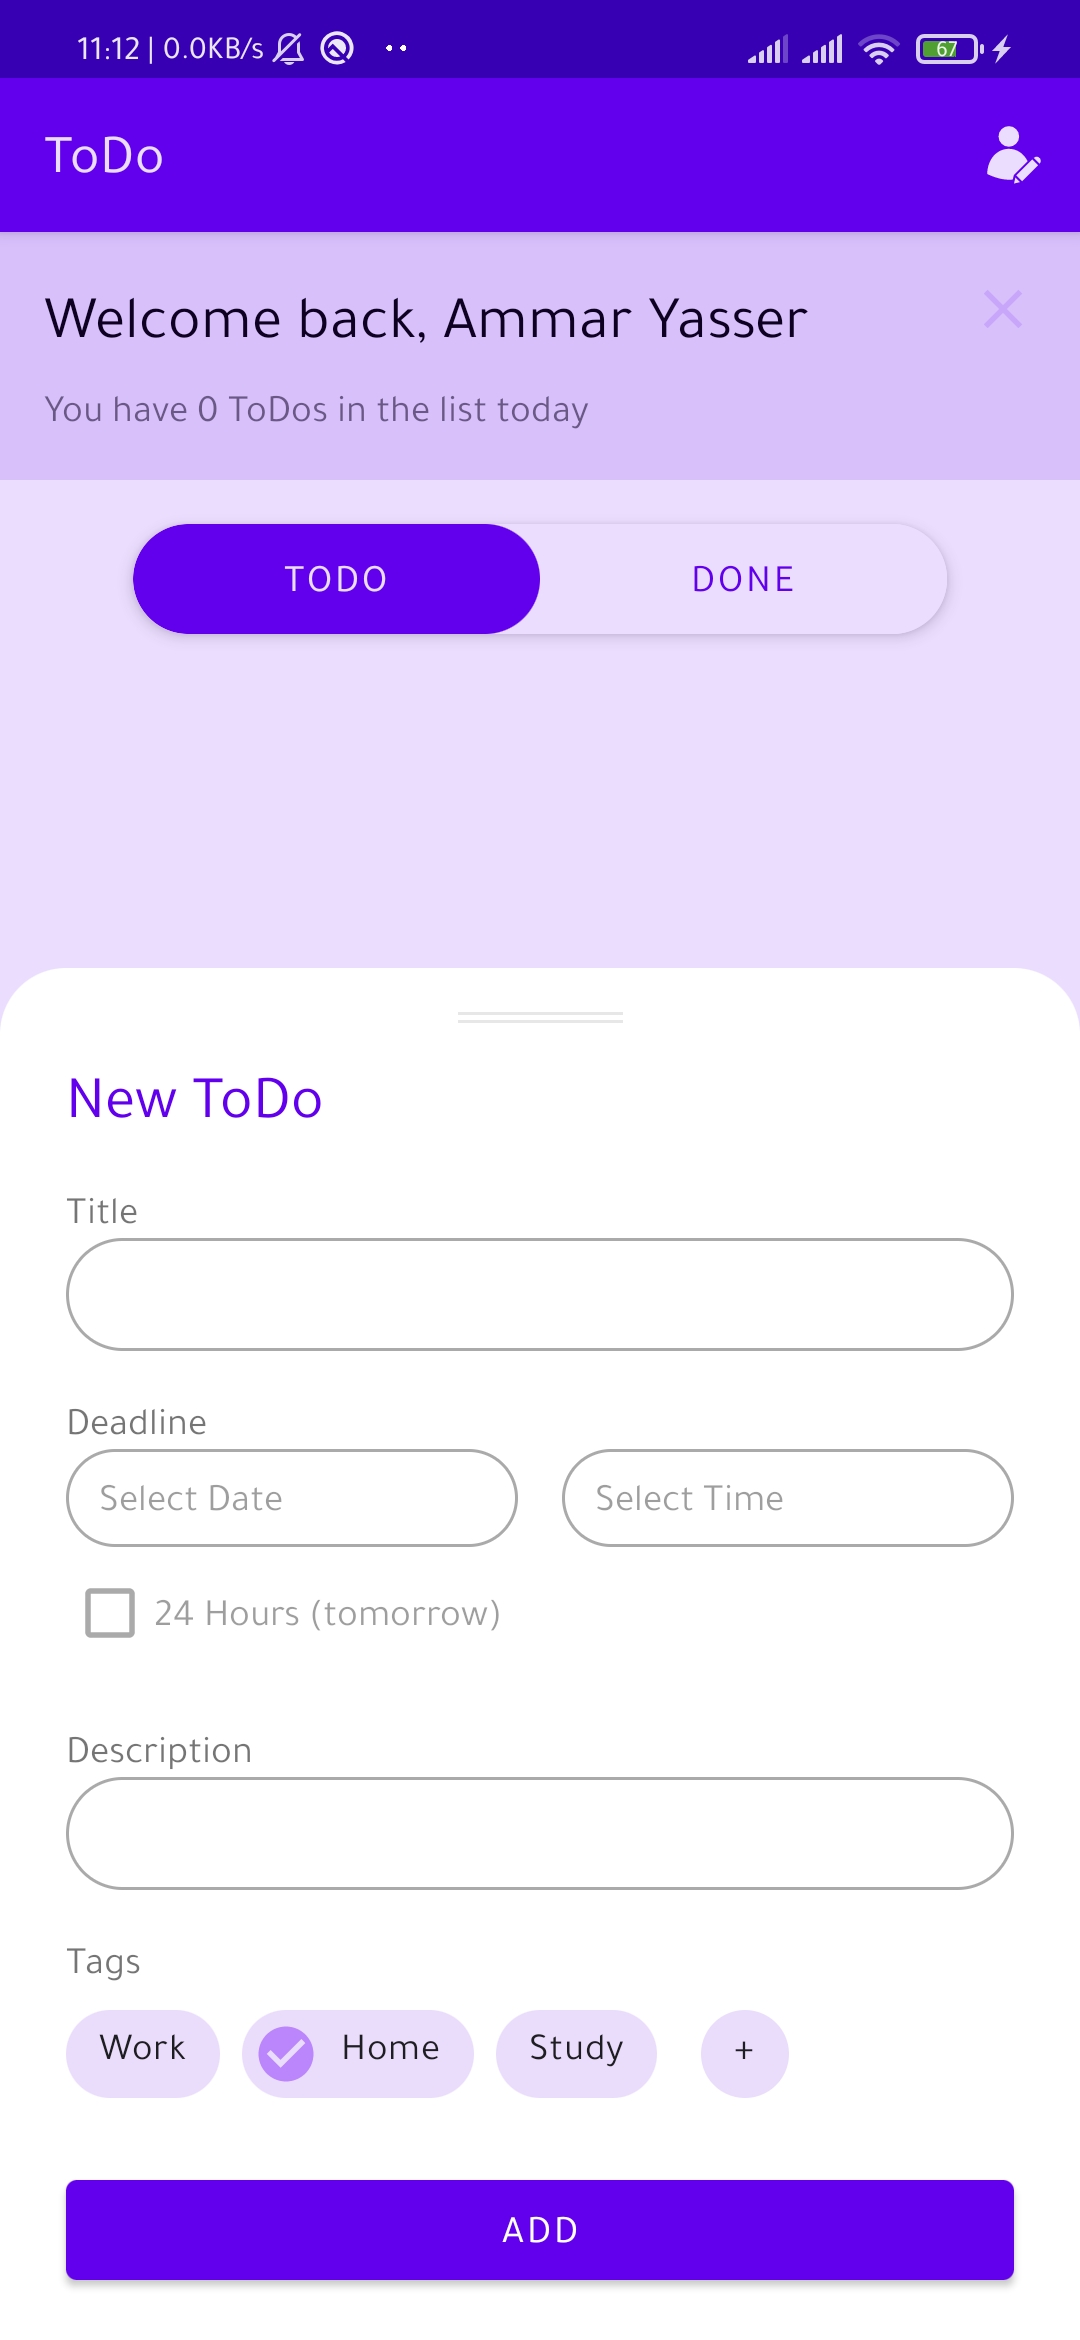 11:12 | 0.0KB/s 67
ToDo
Welcome back, Ammar Yasser
You have 0 ToDos in the list today
TODO DONE
New ToDo
Title
Deadline
Select Date Select Time
24 Hours (tomorrow)
Description
Tags
Work Home Study +
ADD